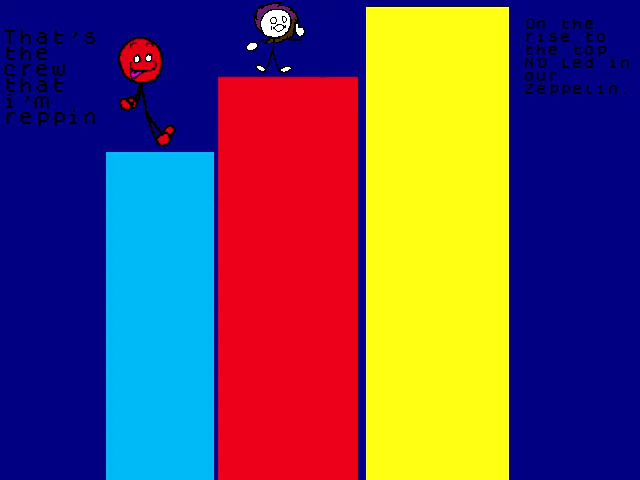 That's
the
crew
that
i'm
reppin
On the
rise to
the top
NO Led in
our
Zeppelin.